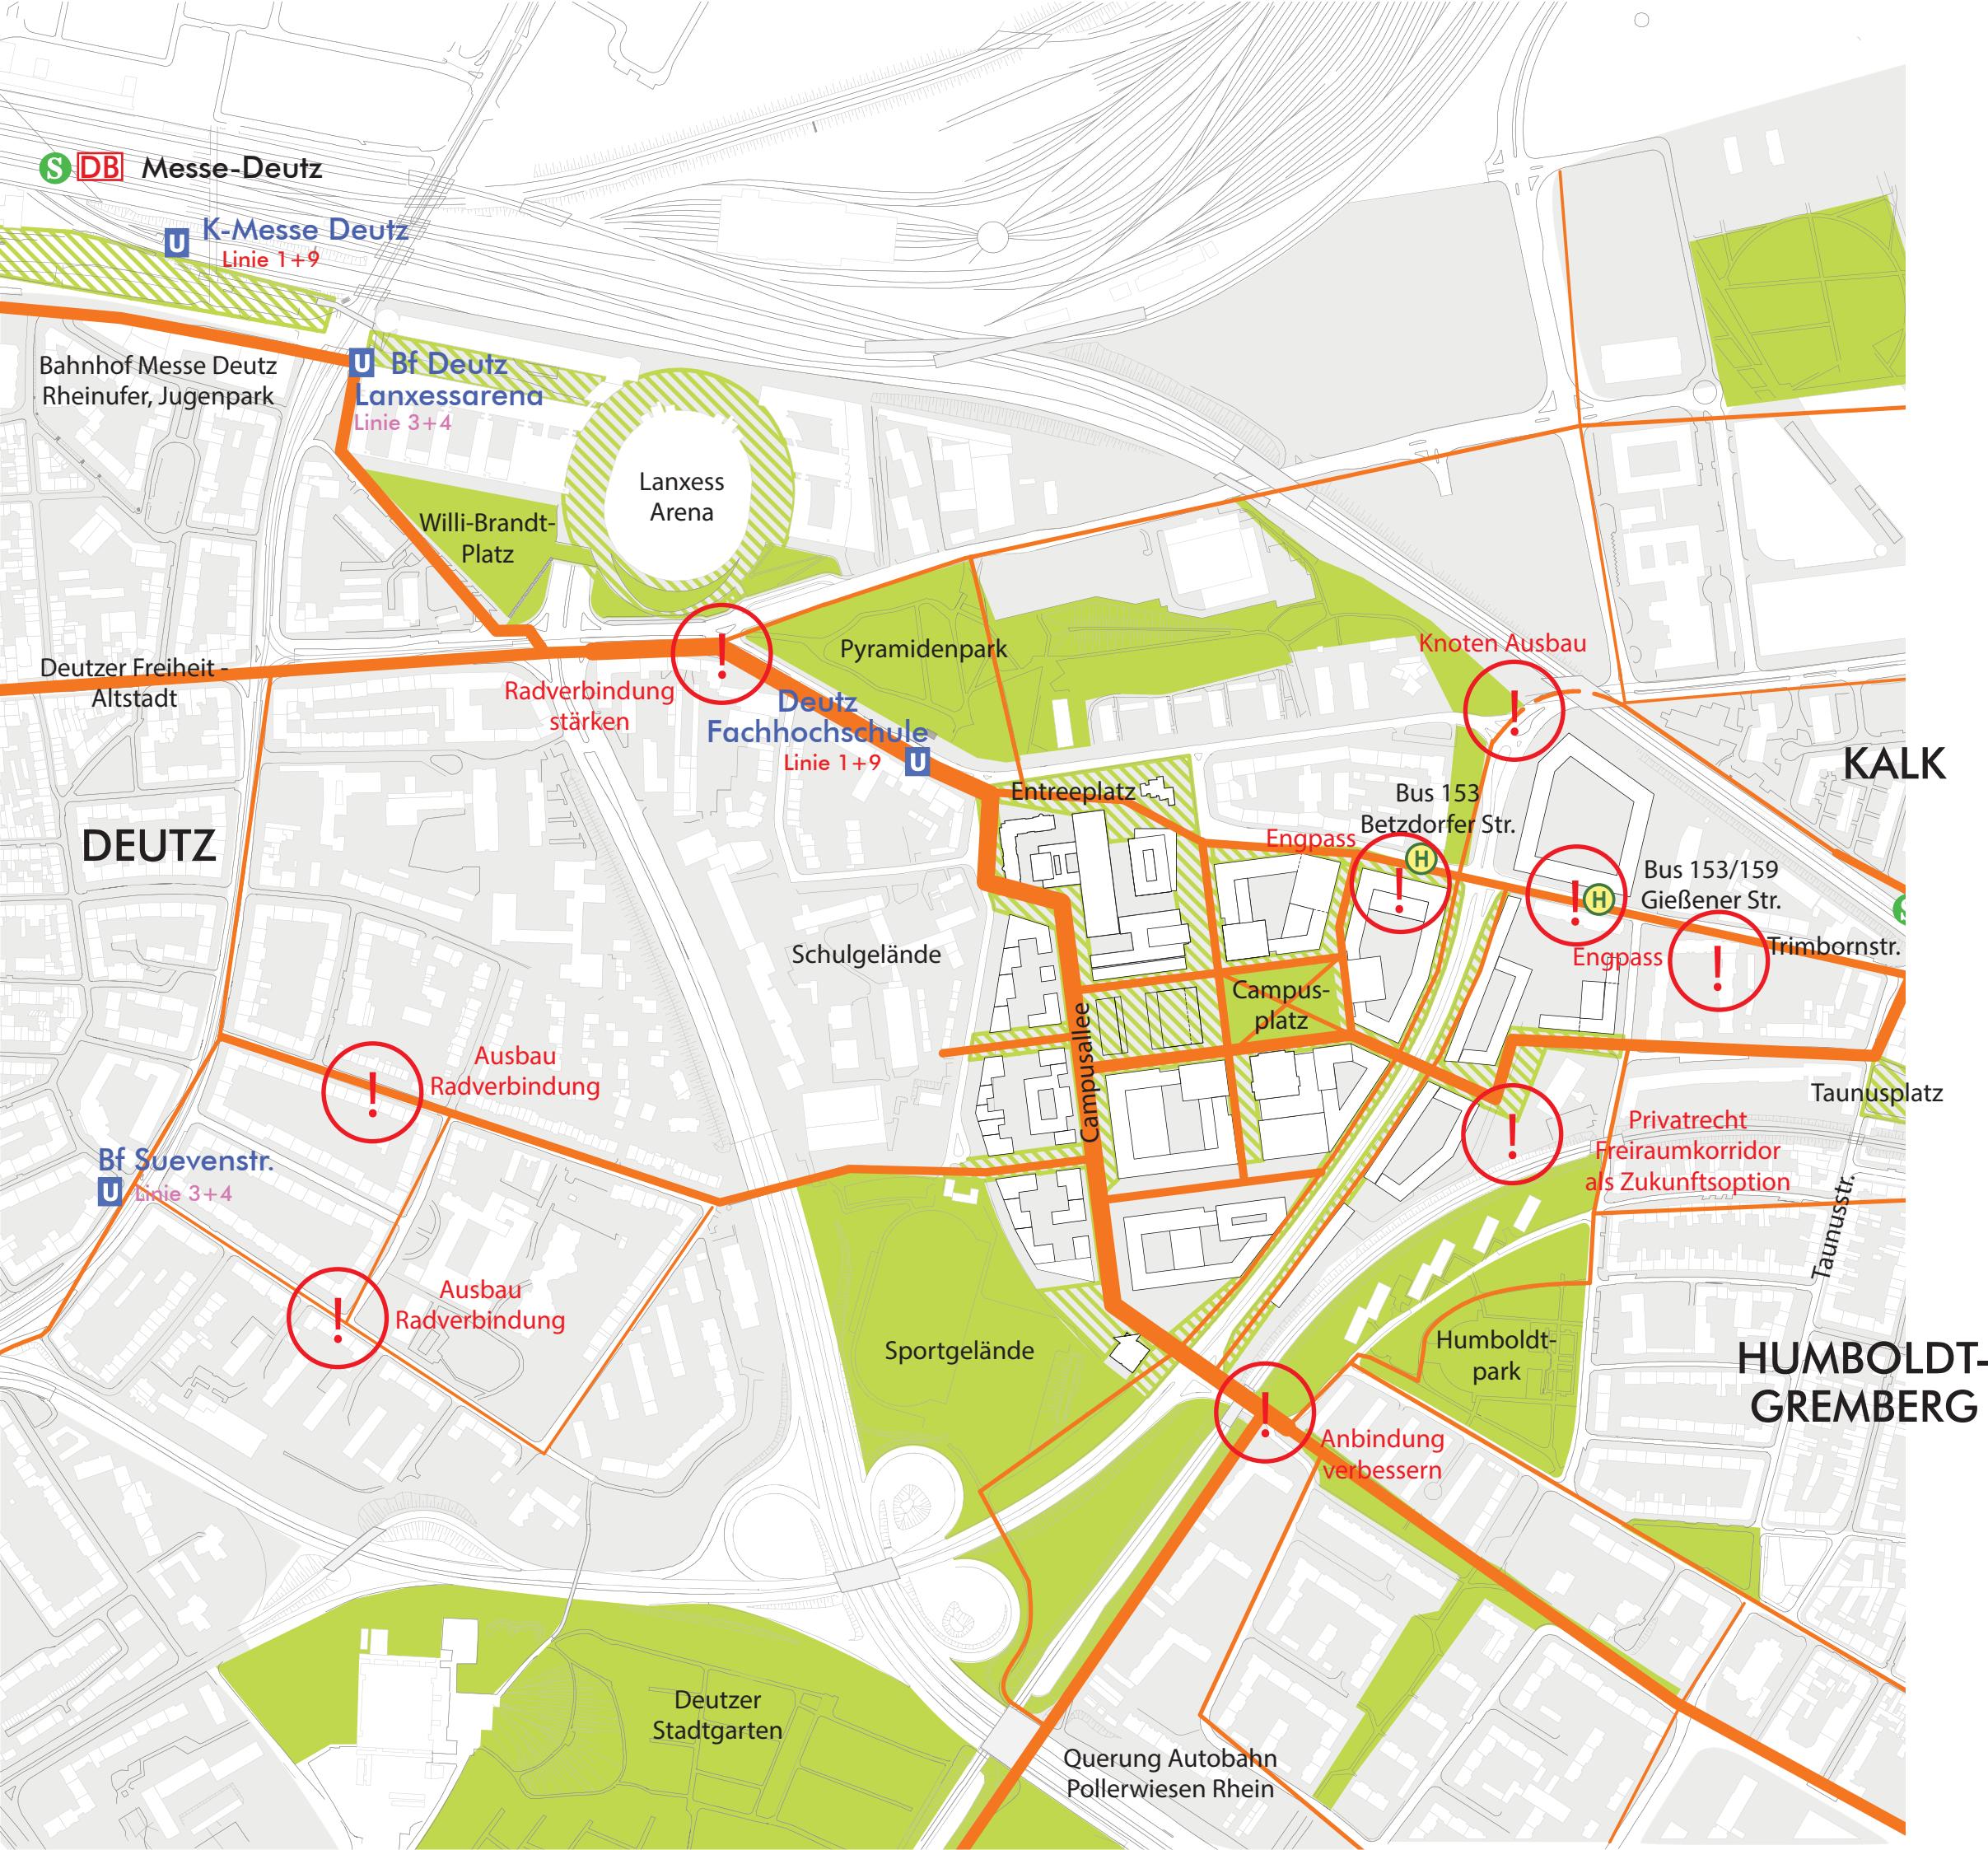 S DB Messe-Deutz
U K-Messe Deutz
Linie 1+9
Bahnhof Messe Deutz
Rheinufer, Jugenpark
U Bf Deutz
Lanxessarena
Linie 3+4
Lanxess
Arena
Willi-Brandt-
Platz
Deutzer Freiheit -
Altstadt
!
Radverbindung
stärken
Pyramidenpark
Deutz
Fachhochschule
Linie 1+9 U
Knoten Ausbau
!
KALK
DEUTZ
Entreeplatz
Bus 153
Betzdorfer Str.
Engpass
H
!
Bus 153/159
Gießener Str.
! H
Engpass
!
Trimbornstr.
S
Schulgelände
Campus-
platz
Campusallee
Ausbau
Radverbindung
!
Taunusplatz
!
Privatrecht
Freiraumkorridor
als Zukunftsoption
Taunusstr.
Bf Suevenstr.
U Linie 3+4
Ausbau
Radverbindung
!
Sportgelände
Humboldt-
park
HUMBOLDT-
GREMBERG
!
Anbindung
verbessern
Deutzer
Stadtgarten
Querung Autobahn
Pollerwiesen Rhein